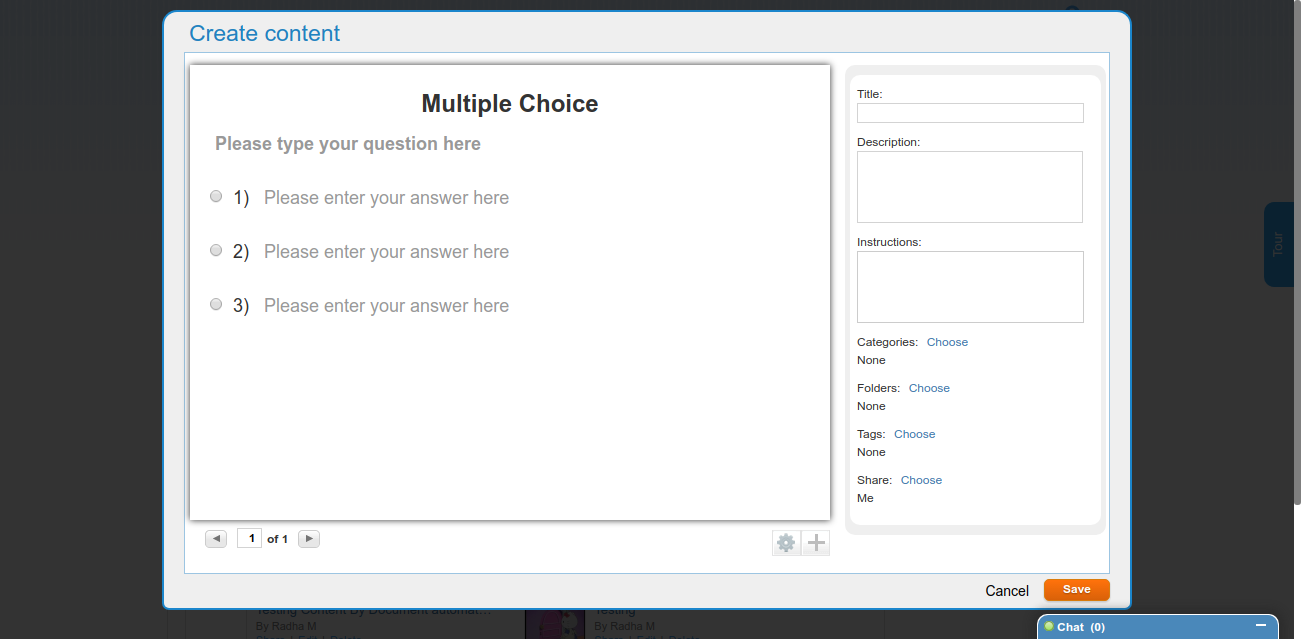 Create content
Multiple Choice
Please type your question here
1) Please enter your answer here
2) Please enter your answer here
3) Please enter your answer here
1 of 1
Title:
Description:
Instructions:
Categories: Choose
None
Folders: Choose
None
Tags: Choose
None
Share: Choose
Me
Cancel
Save
Tour
Testing Content By Document automat...
By Radha M
Testing
By Radha M
Chat (0)